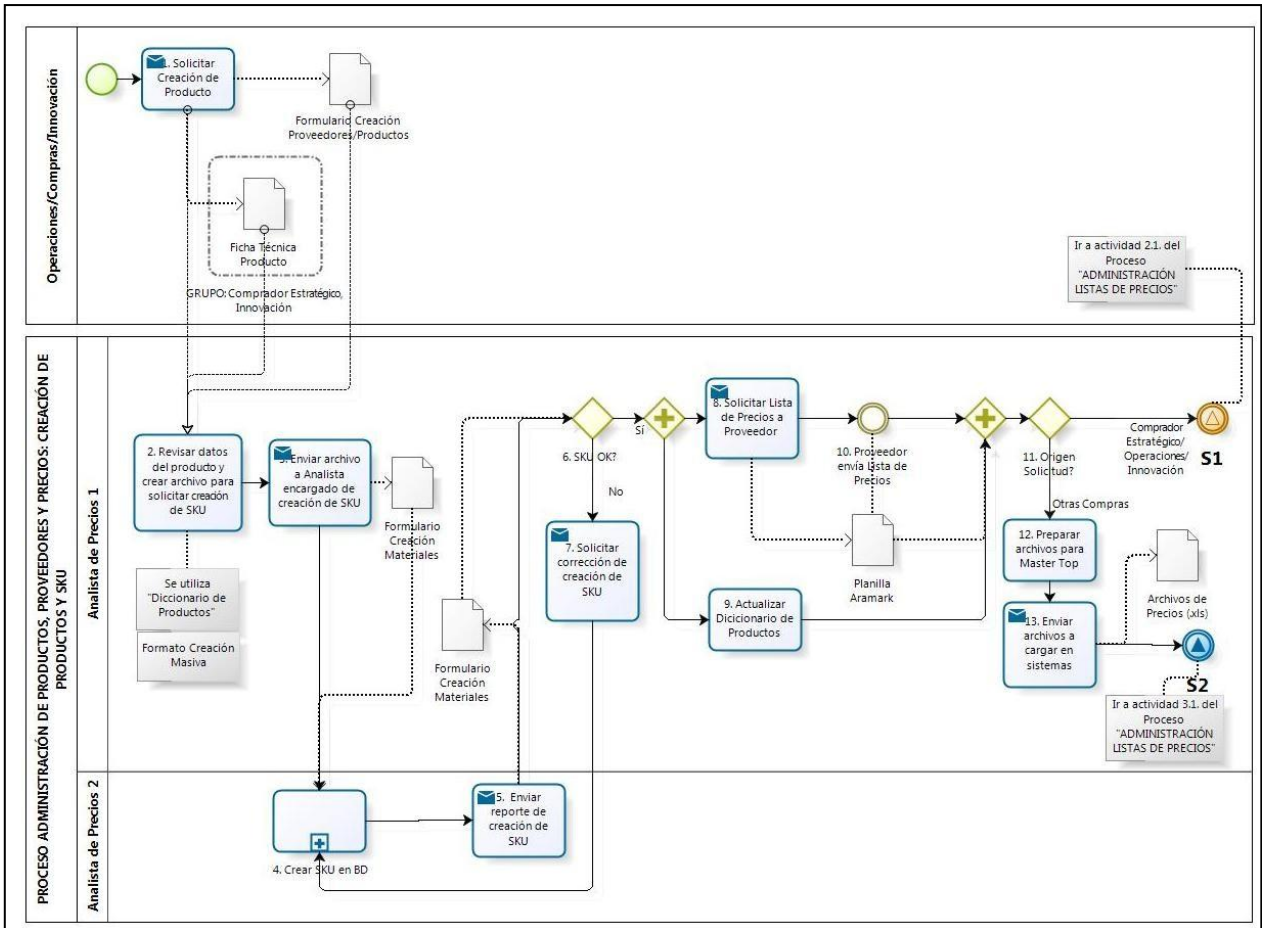 Operaciones/Compras/Innovación
1. Solicitar
Creación de
Producto
Formulario Creación
Proveedores/Productos
Ficha Técnica
Producto
GRUPO: Comprador Estratégico,
Innovación
Ir a actividad 2.1. del
Proceso
"ADMINISTRACIÓN
LISTAS DE PRECIOS"
PROCESO ADMINISTRACIÓN DE PRODUCTOS, PROVEEDORES Y PRECIOS: CREACIÓN DE
PRODUCTOS Y SKU
Analista de Precios 1
2. Revisar datos
del producto y
crear archivo para
solicitar creación
de SKU
3. Enviar archivo
a Analista
encargado de
creación de SKU
Formulario
Creación
Materiales
Se utiliza
"Diccionario de
Productos"
Formato Creación
Masiva
Formulario
Creación
Materiales
6. SKU OK?
Sí
No
7. Solicitar
corrección de
creación de
SKU
8. Solicitar Lista
de Precios a
Proveedor
9. Actualizar
Dicicionario de
Productos
10. Proveedor
envía Lista de
Precios
Planilla
Aramark
11. Origen
Solicitud?
Comprador
Estratégico/
Operaciones/
Innovación
S1
Otras Compras
12. Preparar
archivos para
Master Top
13. Enviar
archivos a
cargar en
sistemas
Archivos de
Precios (xls)
S2
Ir a actividad 3.1. del
Proceso
"ADMINISTRACIÓN
LISTAS DE PRECIOS"
Analista de Precios 2
4. Crear SKU en BD
5. Enviar
reporte de
creación de
SKU